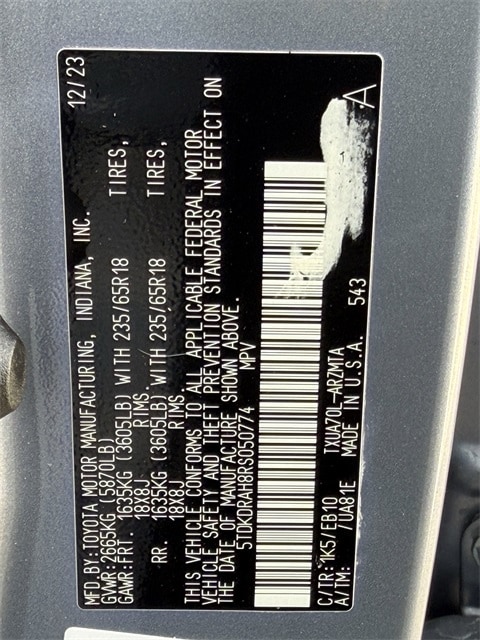 MFD.BY:TOYOTA MOTOR MANUFACTURING, INDIANA, INC. 12/23
GVWR:2665KG (5870LB)
GAWR:FRT. 1635KG (3605LB) WITH 235/65R18 TIRES,
18X8J RIMS.
RR. 1635KG (3605LB) WITH 235/65R18 TIRES,
18X8J RIMS
THIS VEHICLE CONFORMS TO ALL APPLICABLE FEDERAL MOTOR
VEHICLE SAFETY AND THEFT PREVENTION STANDARDS IN EFFECT ON
THE DATE OF MANUFACTURE SHOWN ABOVE.
5TDKDRAH8RS050774 MPV
C/TR:1K5/EB10 TXUA70L-ARZMTA 543 A
A/TM: /UA81E MADE IN U.S.A.